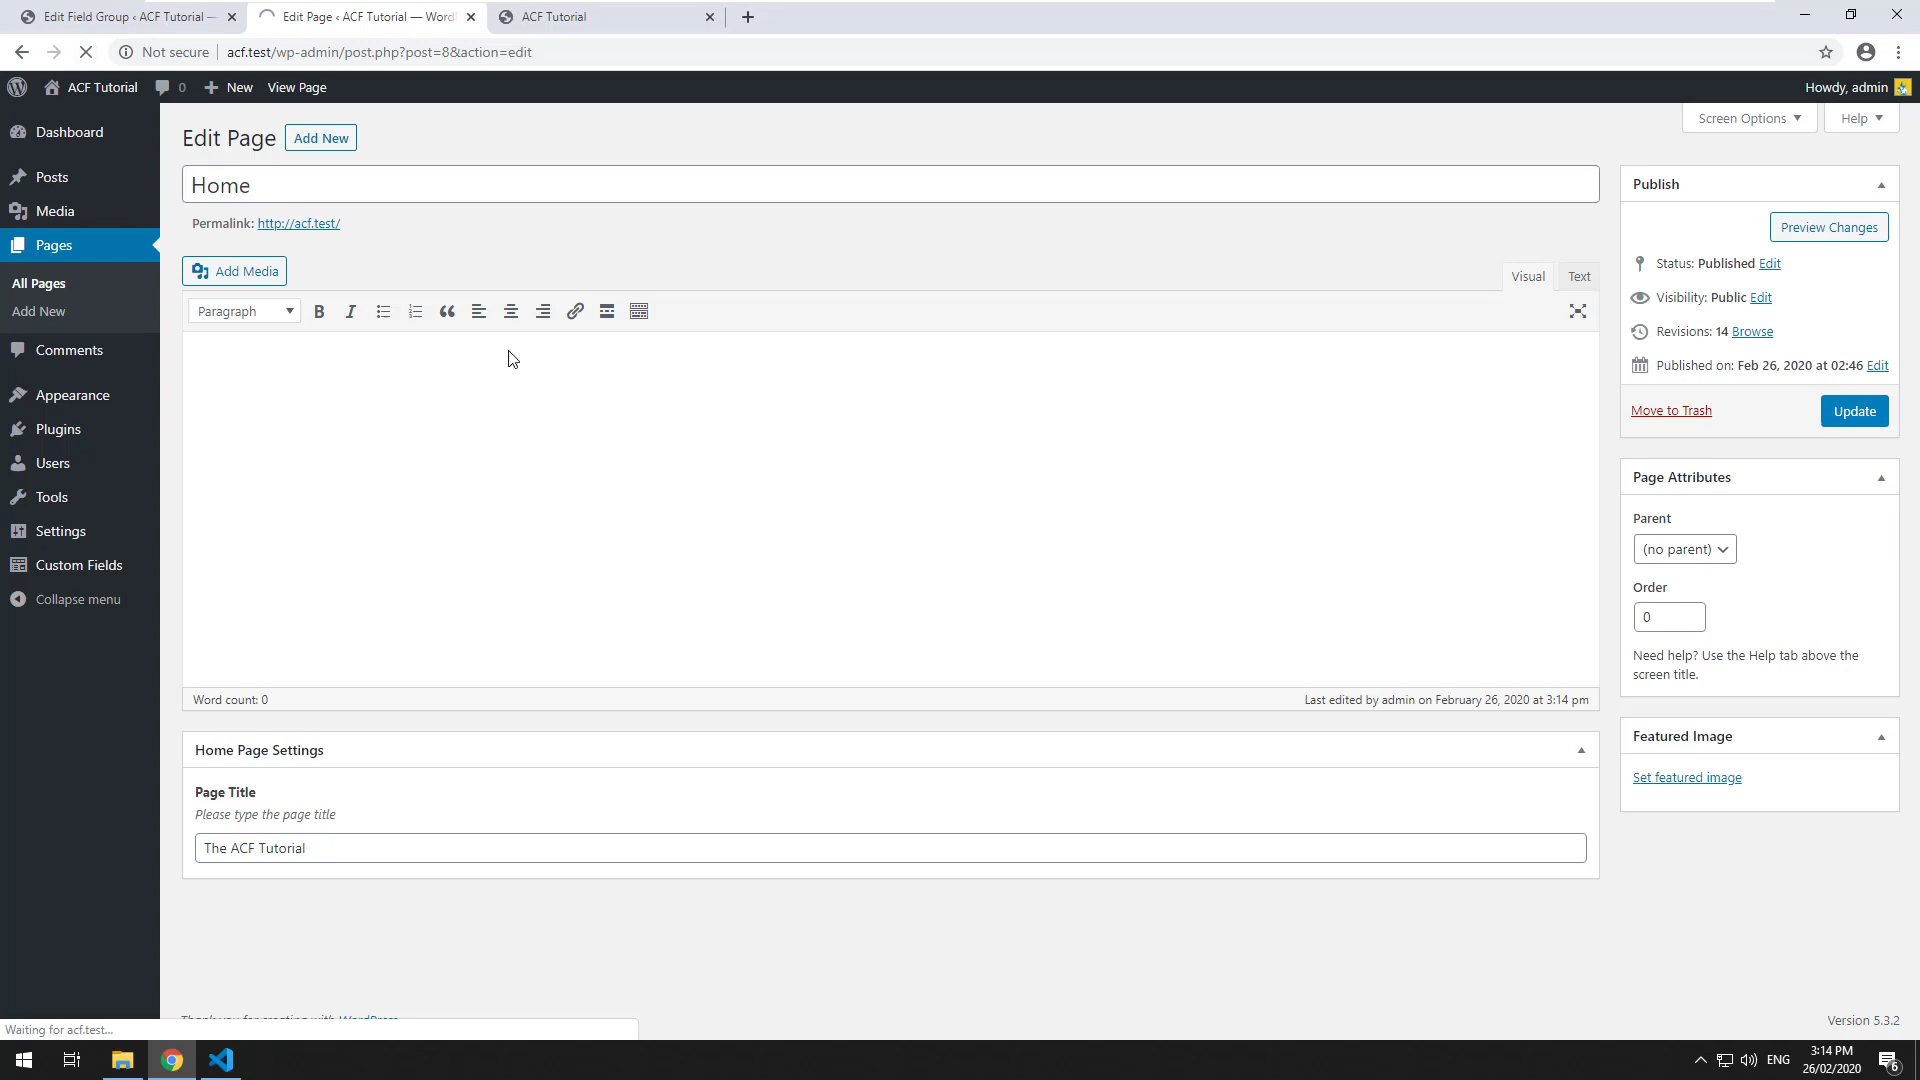 Edit Field Group ‹ ACF Tutorial —
Edit Page ‹ ACF Tutorial — Word
ACF Tutorial
Not secure
acf.test/wp-admin/post.php?post=8&action=edit
ACF Tutorial
0
New
View Page
Howdy, admin
Dashboard
Posts
Media
Pages
All Pages
Add New
Comments
Appearance
Plugins
Users
Tools
Settings
Custom Fields
Collapse menu
Screen Options
Help
Edit Page
Add New
Home
Permalink: http://acf.test/
Add Media
Visual
Text
Paragraph
B
I
Word count: 0
Last edited by admin on February 26, 2020 at 3:14 pm
Home Page Settings
Page Title
Please type the page title
The ACF Tutorial
Publish
Preview Changes
Status: Published Edit
Visibility: Public Edit
Revisions: 14 Browse
Published on: Feb 26, 2020 at 02:46 Edit
Move to Trash
Update
Page Attributes
Parent
(no parent)
Order
0
Need help? Use the Help tab above the
screen title.
Featured Image
Set featured image
Thank you for creating with WordPress
Version 5.3.2
Waiting for acf.test...
ENG
3:14 PM
26/02/2020
6